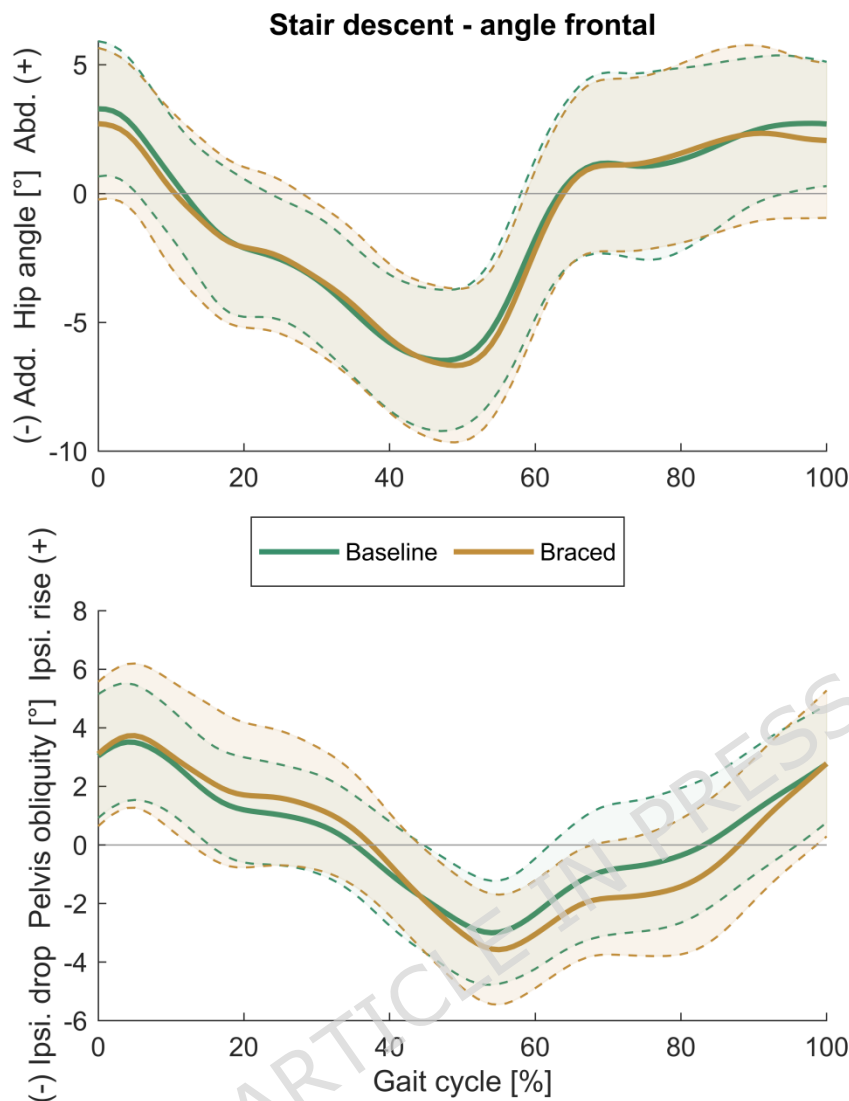 Stair descent - angle frontal
(-) Add. Hip angle [°] Abd. (+)
5
0
-5
-10
0 20 40 60 80 100
Baseline Braced
(-) Ipsi. drop Pelvis obliquity [°] Ipsi. rise (+)
8
6
4
2
0
-2
-4
-6
0 20 40 60 80 100
Gait cycle [%]
ARTICLE IN PRESS